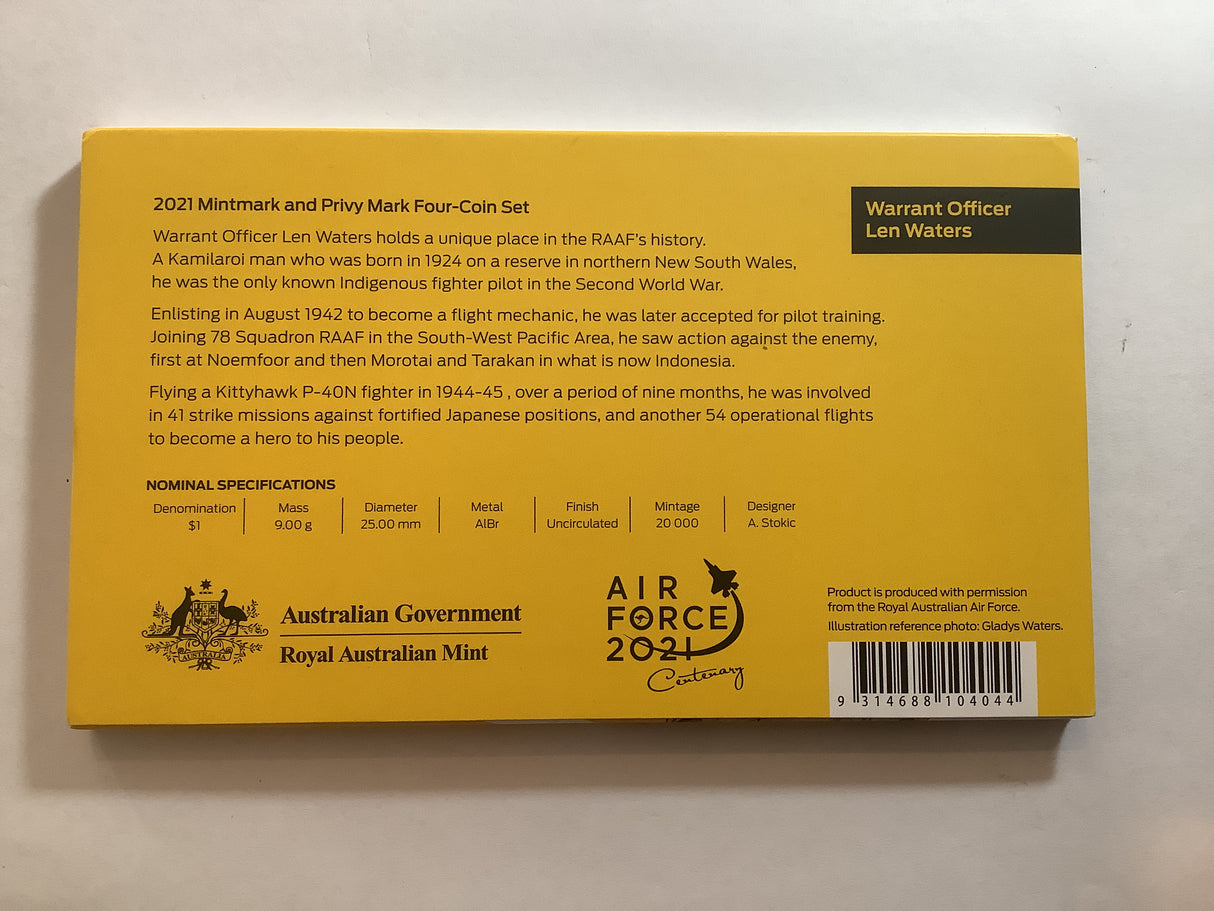 2021 Mintmark and Privy Mark Four-Coin Set
Warrant Officer Len Waters holds a unique place in the RAAF's history.
A Kamilaroi man who was born in 1924 on a reserve in northern New South Wales,
he was the only known Indigenous fighter pilot in the Second World War.
Enlisting in August 1942 to become a flight mechanic, he was later accepted for pilot training.
Joining 78 Squadron RAAF in the South-West Pacific Area, he saw action against the enemy,
first at Noemfoor and then Morotai and Tarakan in what is now Indonesia.
Flying a Kittyhawk P-40N fighter in 1944-45 , over a period of nine months, he was involved
in 41 strike missions against fortified Japanese positions, and another 54 operational flights
to become a hero to his people.
Warrant Officer
Len Waters
NOMINAL SPECIFICATIONS
Denomination Mass Diameter Metal Finish Mintage Designer
$1 9.00 g 25.00 mm AlBr Uncirculated 20 000 A. Stokic
AUSTRALIA
Australian Government
Royal Australian Mint
AIR
FORCE
2021
Centenary
Product is produced with permission
from the Royal Australian Air Force.
Illustration reference photo: Gladys Waters.
9 314688 104044